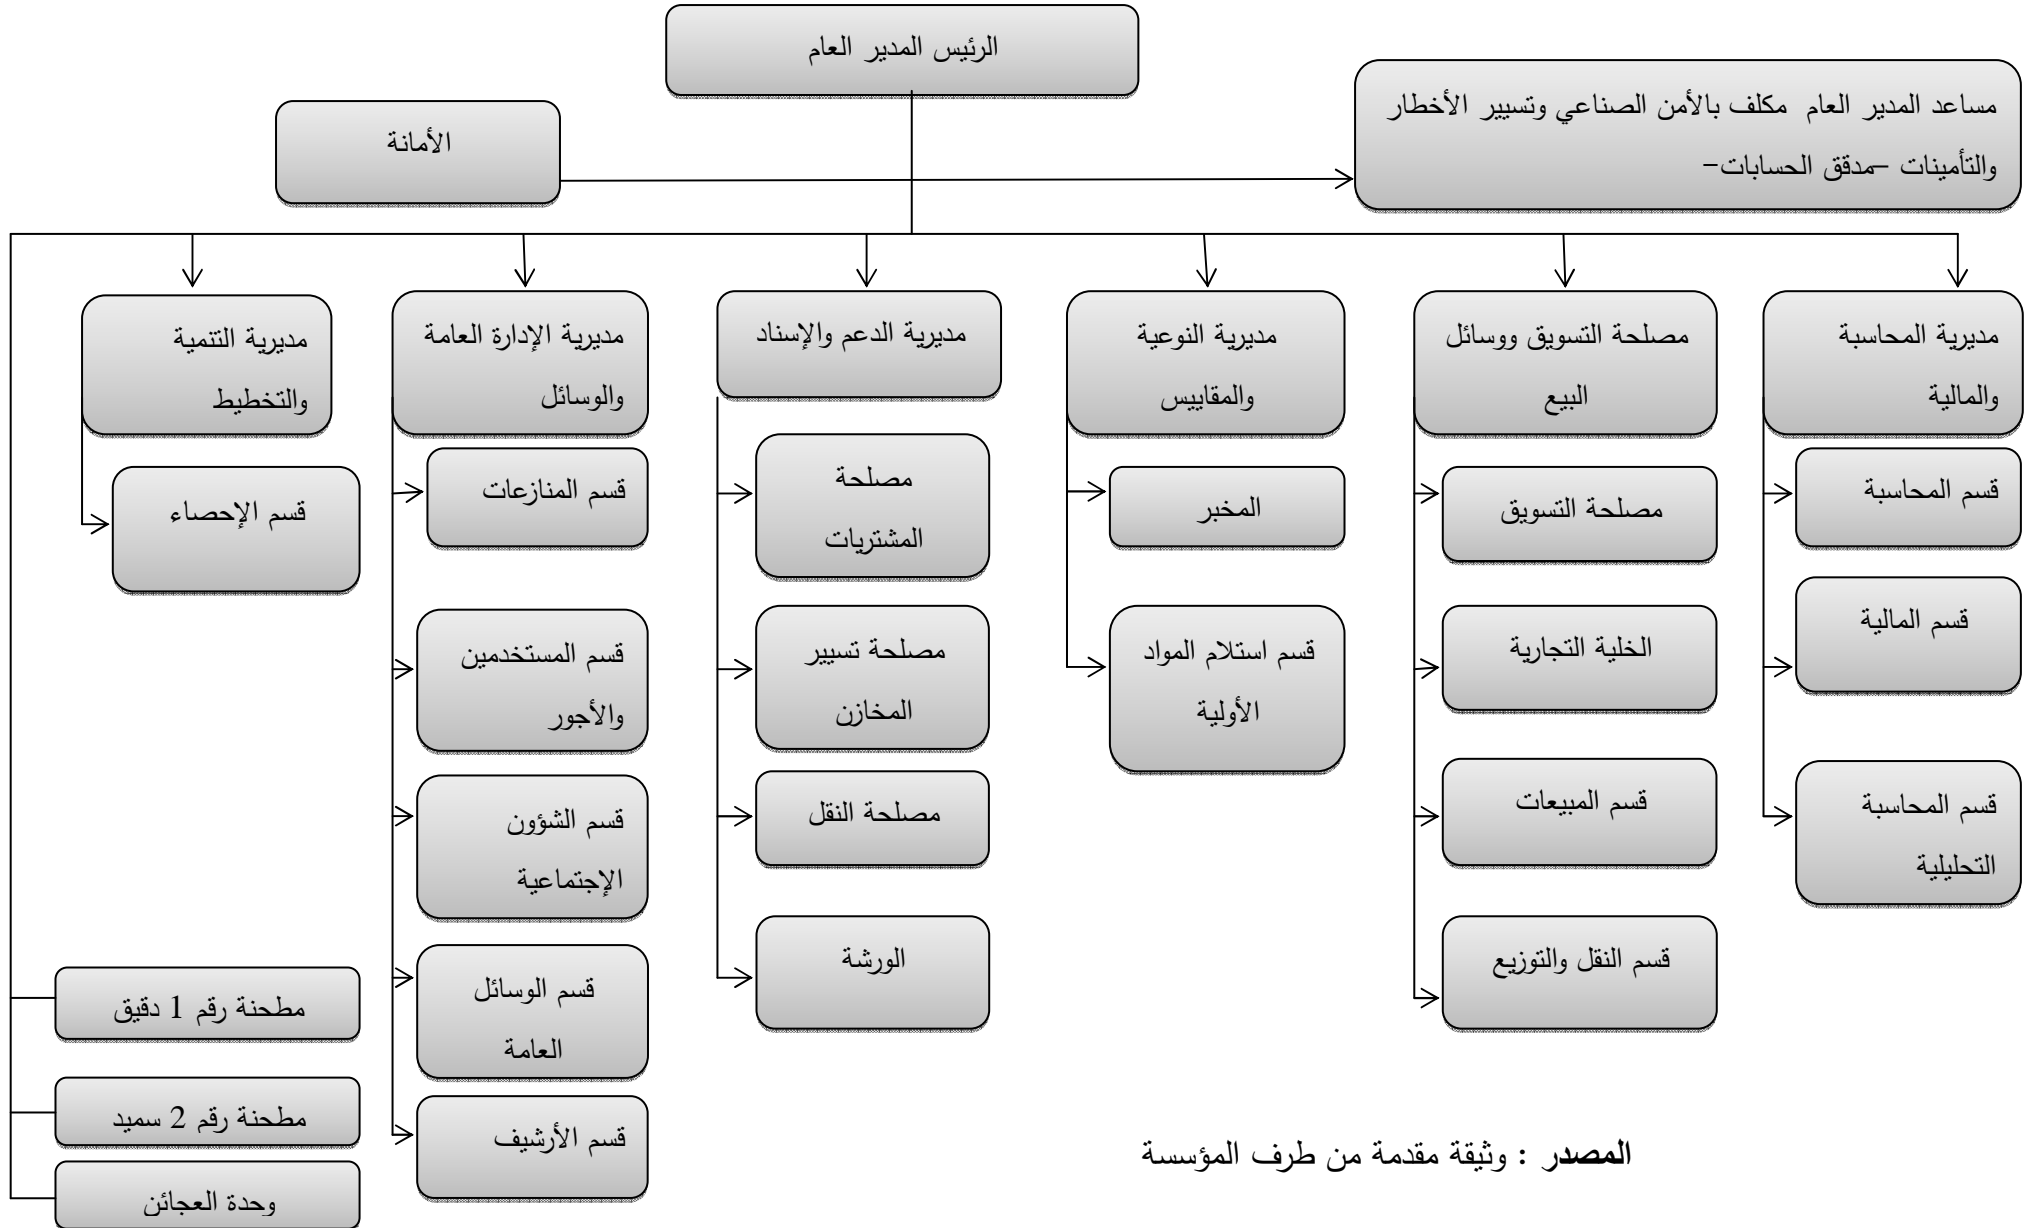 الرئيس المدير العام
مساعد المدير العام مكلف بالأمن الصناعي وتسيير الأخطار
والتأمينات –مدقق الحسابات-
الأمانة
مديرية المحاسبة
والمالية
قسم المحاسبة
قسم المالية
قسم المحاسبة
التحليلية
مصلحة التسويق ووسائل
البيع
مصلحة التسويق
الخلية التجارية
قسم المبيعات
قسم النقل والتوزيع
مديرية النوعية
والمقاييس
المخبر
قسم استلام المواد
الأولية
مديرية الدعم والإسناد
مصلحة
المشتريات
مصلحة تسيير
المخازن
مصلحة النقل
الورشة
مديرية الإدارة العامة
والوسائل
قسم المنازعات
قسم المستخدمين
والأجور
قسم الشؤون
الإجتماعية
قسم الوسائل
العامة
قسم الأرشيف
مديرية التنمية
والتخطيط
قسم الإحصاء
مطحنة رقم 1 دقيق
مطحنة رقم 2 سميد
وحدة العجائن
المصدر : وثيقة مقدمة من طرف المؤسسة